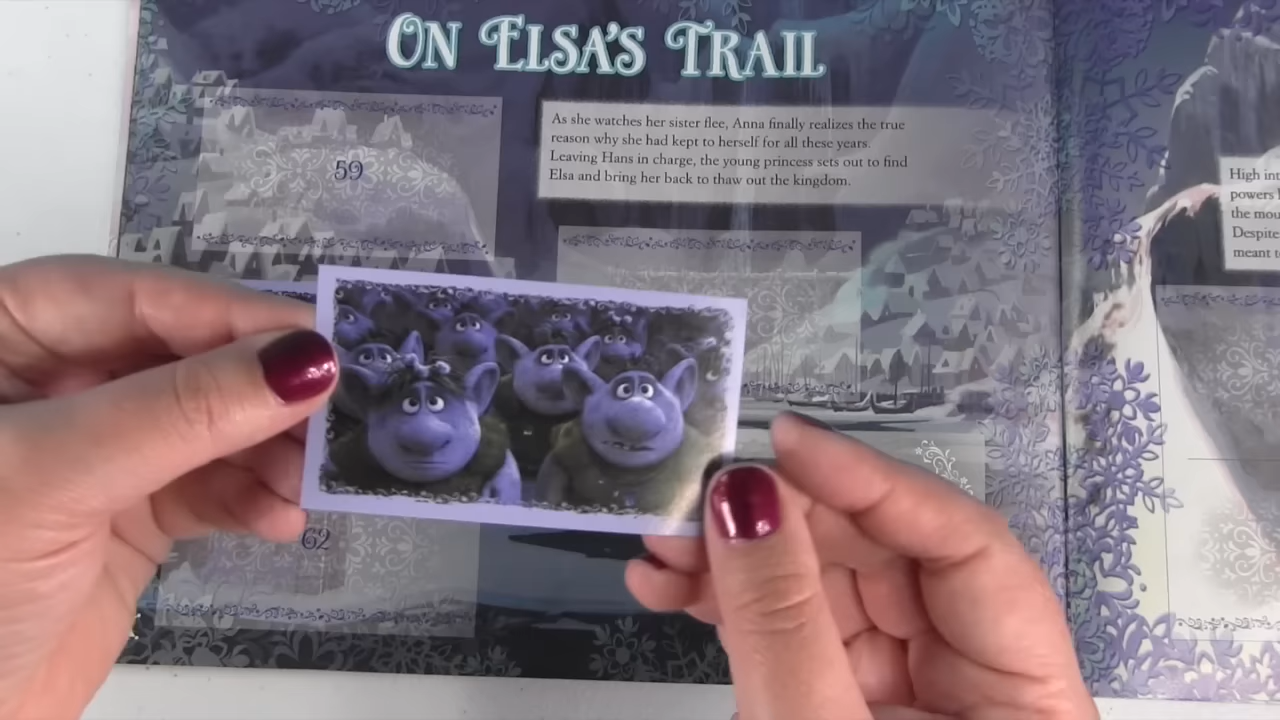 ON ELSA'S TRAIL
59
As she watches her sister flee, Anna finally realizes the true
reason why she had kept to herself for all these years.
Leaving Hans in charge, the young princess sets out to find
Elsa and bring her back to thaw out the kingdom.
62
High int
powers
the mou
Despite
meant t